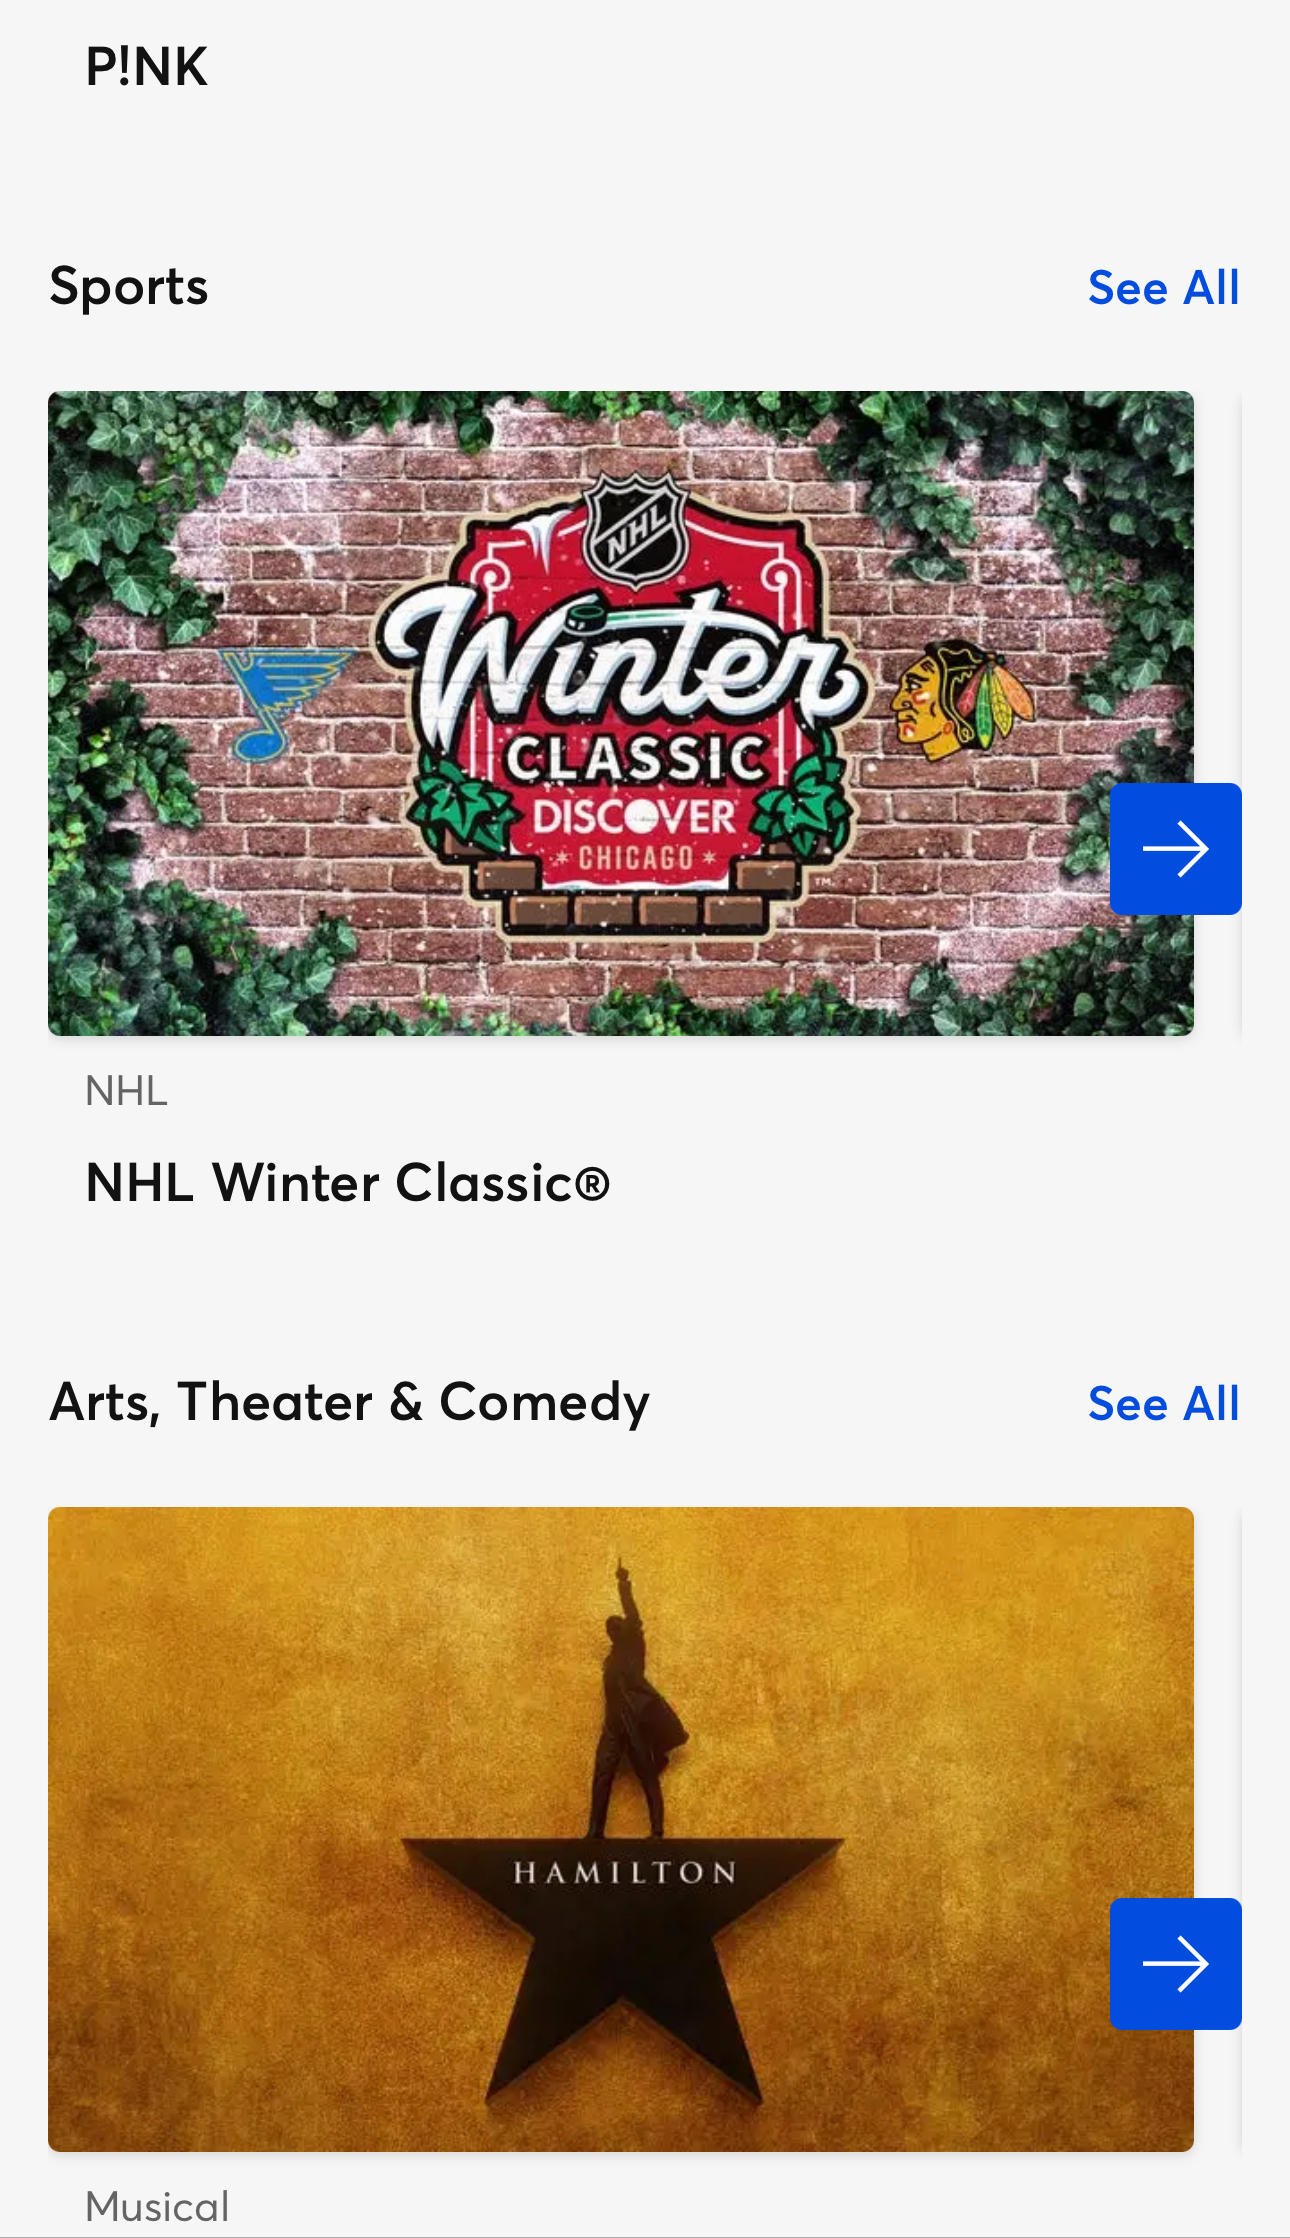 P!NK
Sports
See All
NHL
Winter
CLASSIC
DISCOVER
CHICAGO
TM
NHL
NHL Winter Classic®
Arts, Theater & Comedy
See All
HAMILTON
Musical